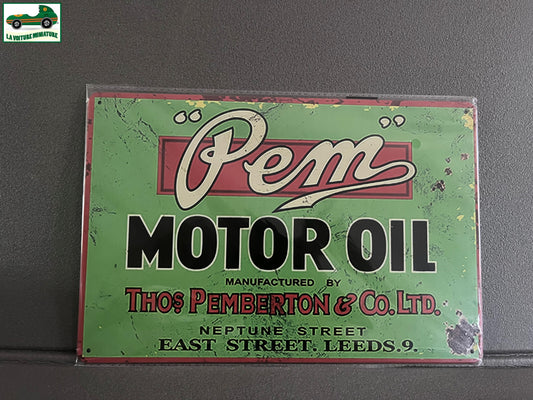 LA VOITURE MINIATURE
"Pem"
MOTOR OIL
MANUFACTURED BY
THOS PEMBERTON & CO. LTD.
NEPTUNE STREET
EAST STREET. LEEDS.9.